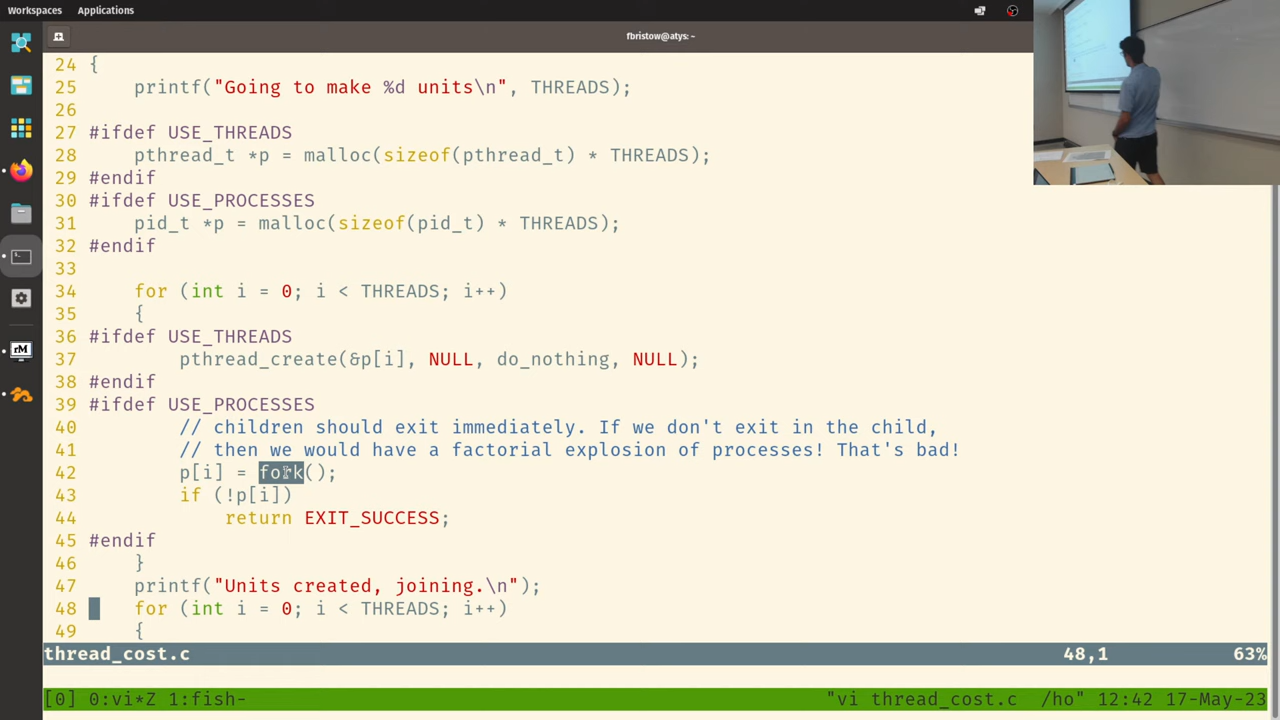 Workspaces Applications
fbristow@atys: ~
24 {
25 printf("Going to make %d units\n", THREADS);
26
27 #ifdef USE_THREADS
28 pthread_t *p = malloc(sizeof(pthread_t) * THREADS);
29 #endif
30 #ifdef USE_PROCESSES
31 pid_t *p = malloc(sizeof(pid_t) * THREADS);
32 #endif
33
34 for (int i = 0; i < THREADS; i++)
35 {
36 #ifdef USE_THREADS
37 pthread_create(&p[i], NULL, do_nothing, NULL);
38 #endif
39 #ifdef USE_PROCESSES
40 // children should exit immediately. If we don't exit in the child,
41 // then we would have a factorial explosion of processes! That's bad!
42 p[i] = fork();
43 if (!p[i])
44 return EXIT_SUCCESS;
45 #endif
46 }
47 printf("Units created, joining.\n");
48 for (int i = 0; i < THREADS; i++)
49 {
thread_cost.c 48,1 63%
[0] 0:vi*Z 1:fish- "vi thread_cost.c /ho" 12:42 17-May-23
rM